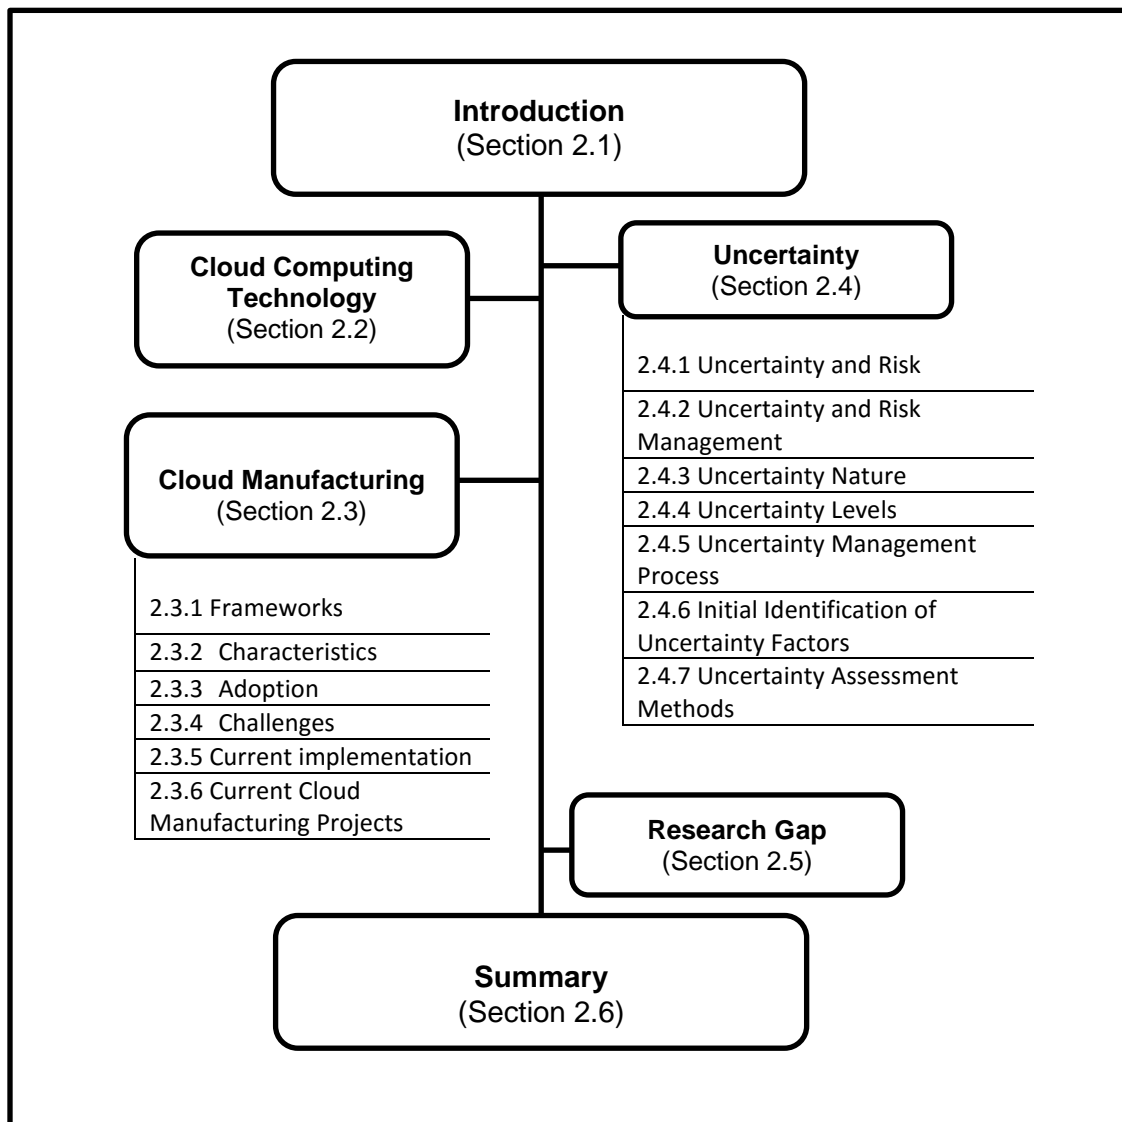 Introduction
(Section 2.1)
Cloud Computing
Technology
(Section 2.2)
Cloud Manufacturing
(Section 2.3)
2.3.1 Frameworks
2.3.2 Characteristics
2.3.3 Adoption
2.3.4 Challenges
2.3.5 Current implementation
2.3.6 Current Cloud
Manufacturing Projects
Uncertainty
(Section 2.4)
2.4.1 Uncertainty and Risk
2.4.2 Uncertainty and Risk
Management
2.4.3 Uncertainty Nature
2.4.4 Uncertainty Levels
2.4.5 Uncertainty Management
Process
2.4.6 Initial Identification of
Uncertainty Factors
2.4.7 Uncertainty Assessment
Methods
Research Gap
(Section 2.5)
Summary
(Section 2.6)